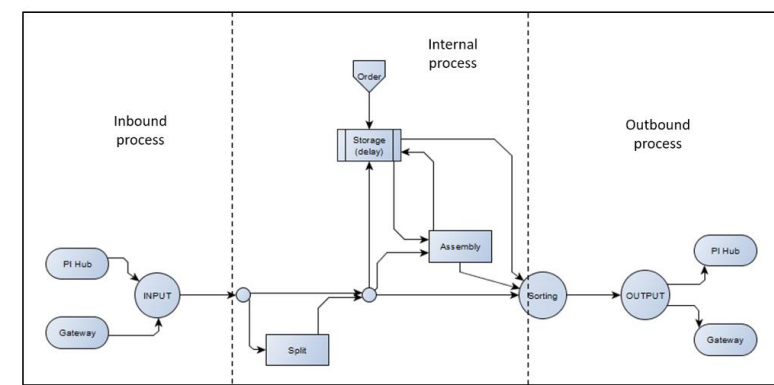 Inbound
process
Internal
process
Outbound
process
Order
Storage
(delay)
Assembly
PI Hub
INPUT
Gateway
Split
Sorting
OUTPUT
PI Hub
Gateway